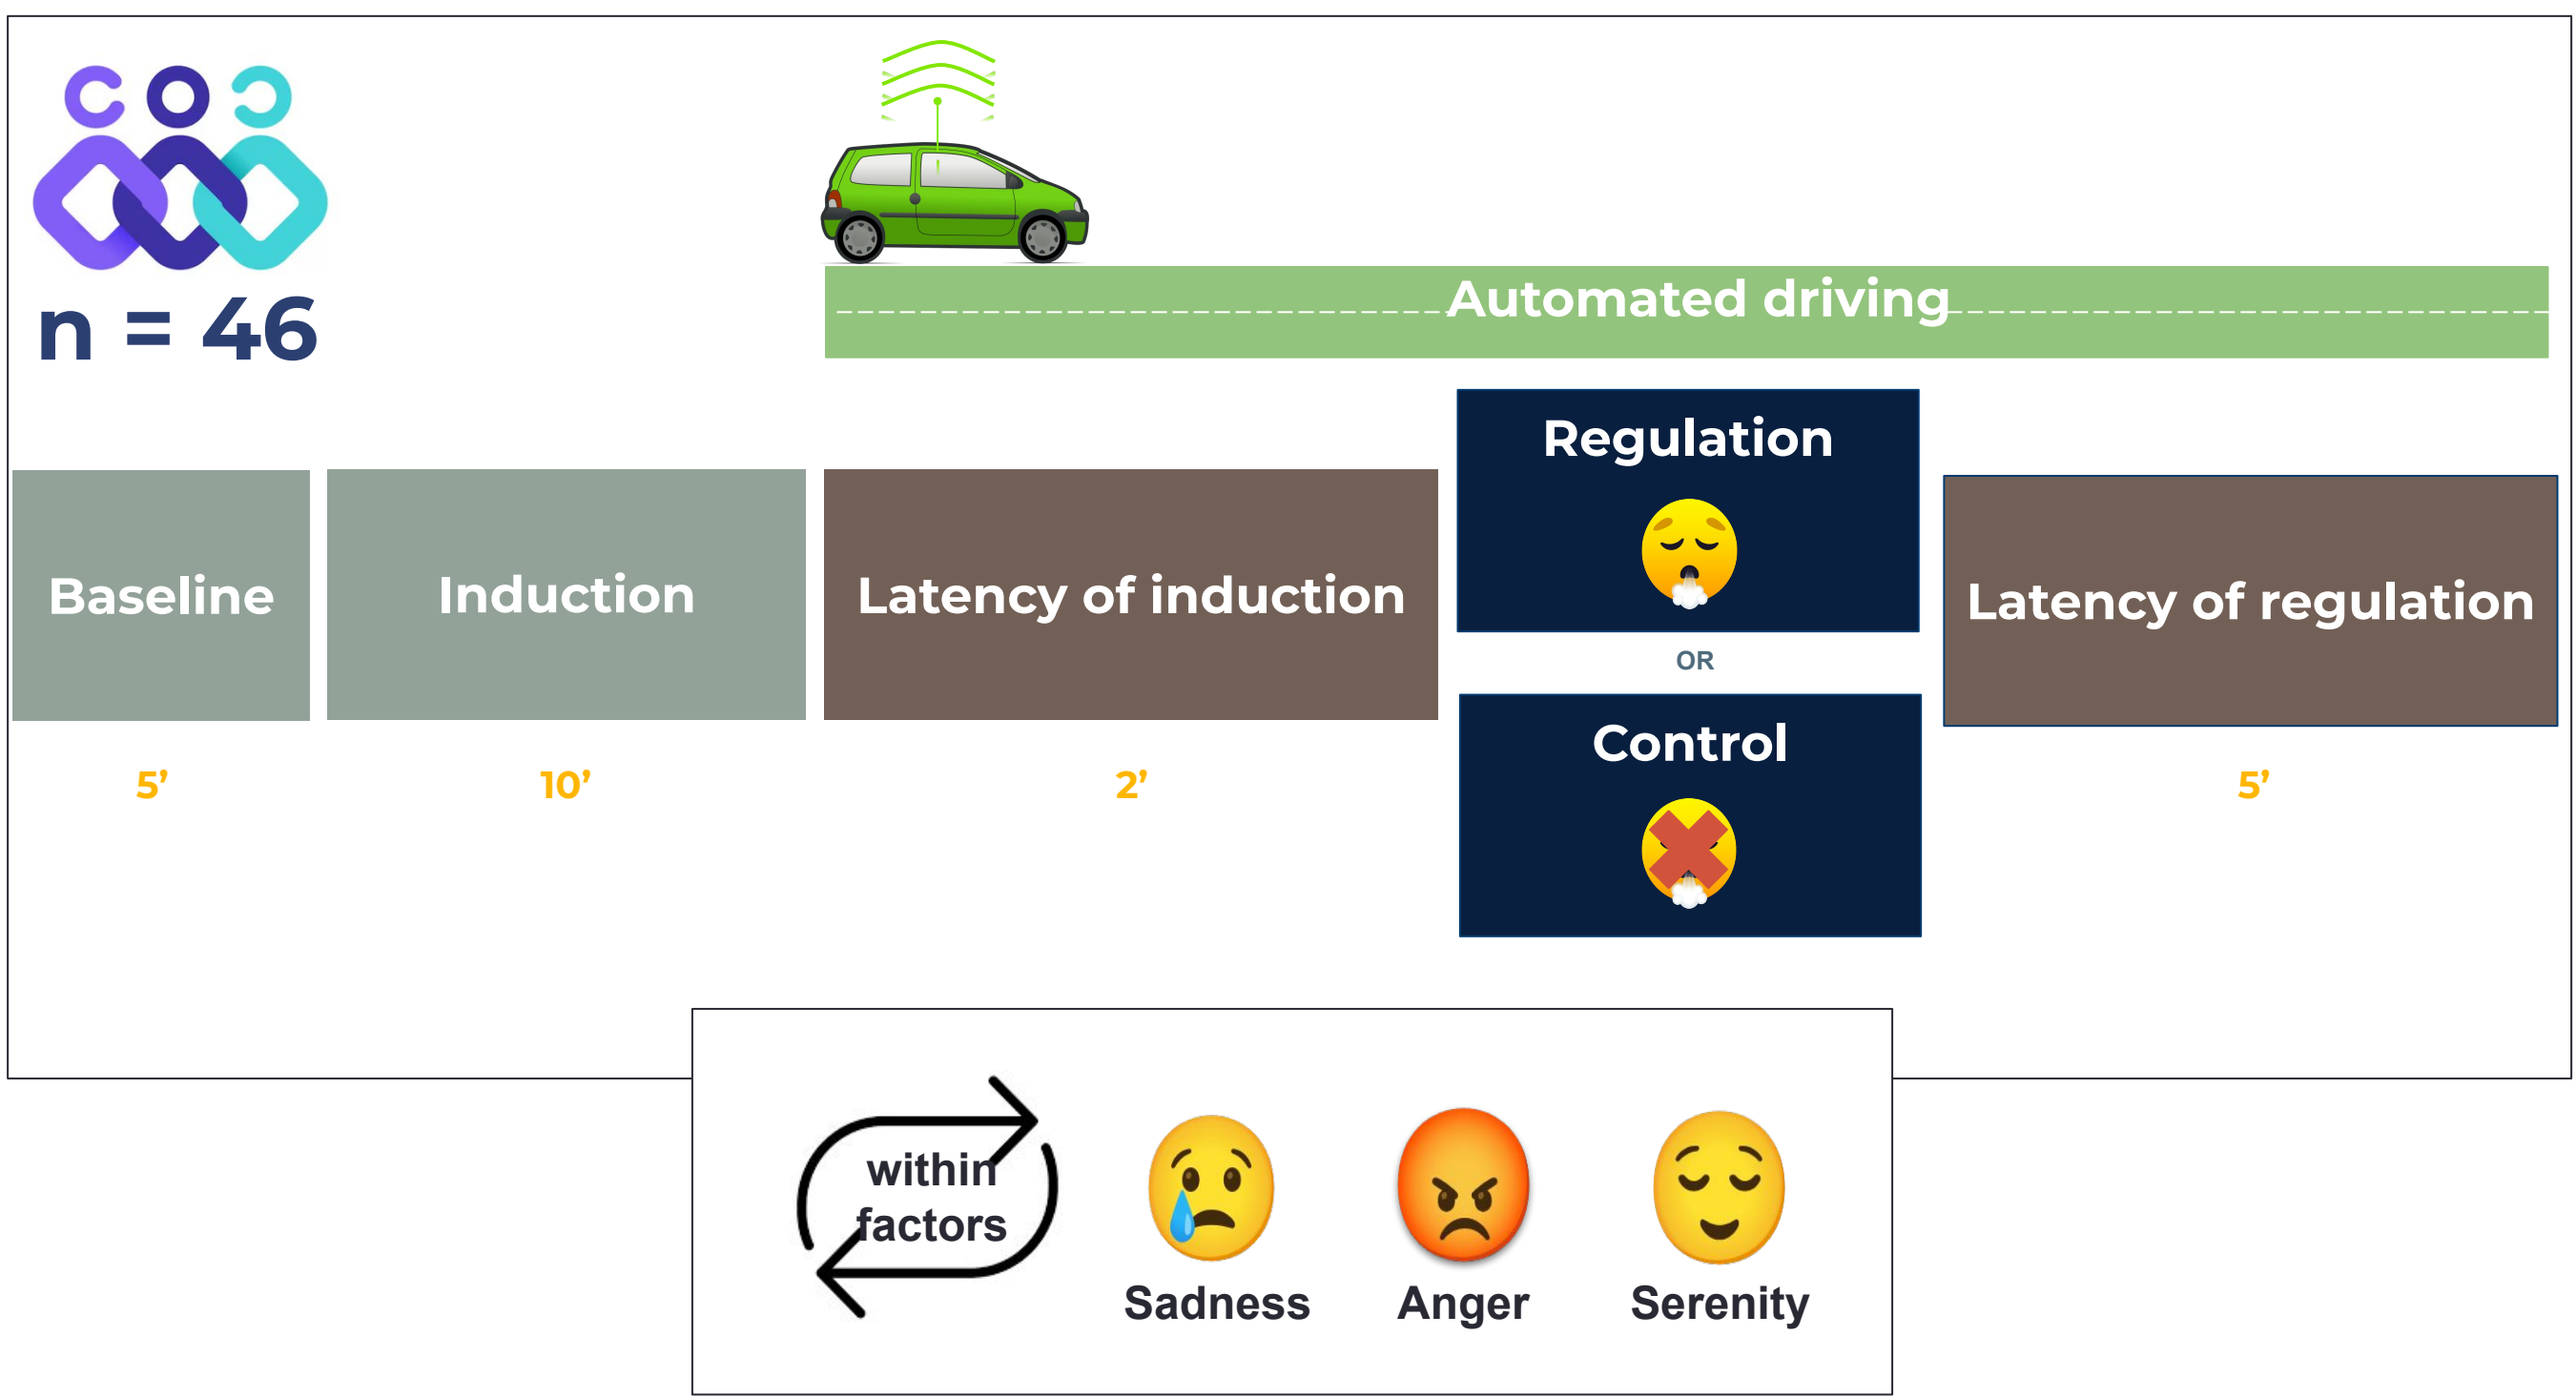 n = 46
Automated driving
Baseline
Induction
Latency of induction
Regulation
OR
Control
Latency of regulation
5’
10’
2’
5’
within
factors
Sadness
Anger
Serenity